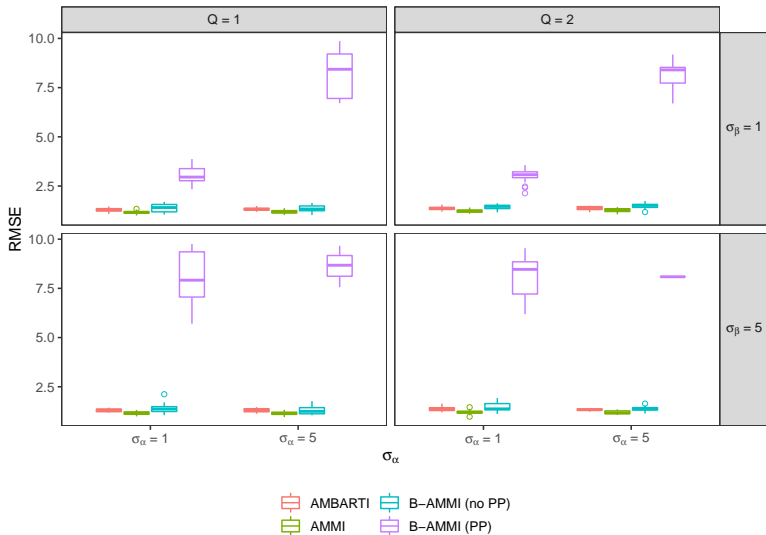 Q = 1
Q = 2
10.0
7.5
5.0
2.5
σβ = 1
RMSE
10.0
7.5
5.0
2.5
σβ = 5
σα = 1
σα = 5
σα = 1
σα = 5
σα
AMBARTI
B−AMMI (no PP)
AMMI
B−AMMI (PP)